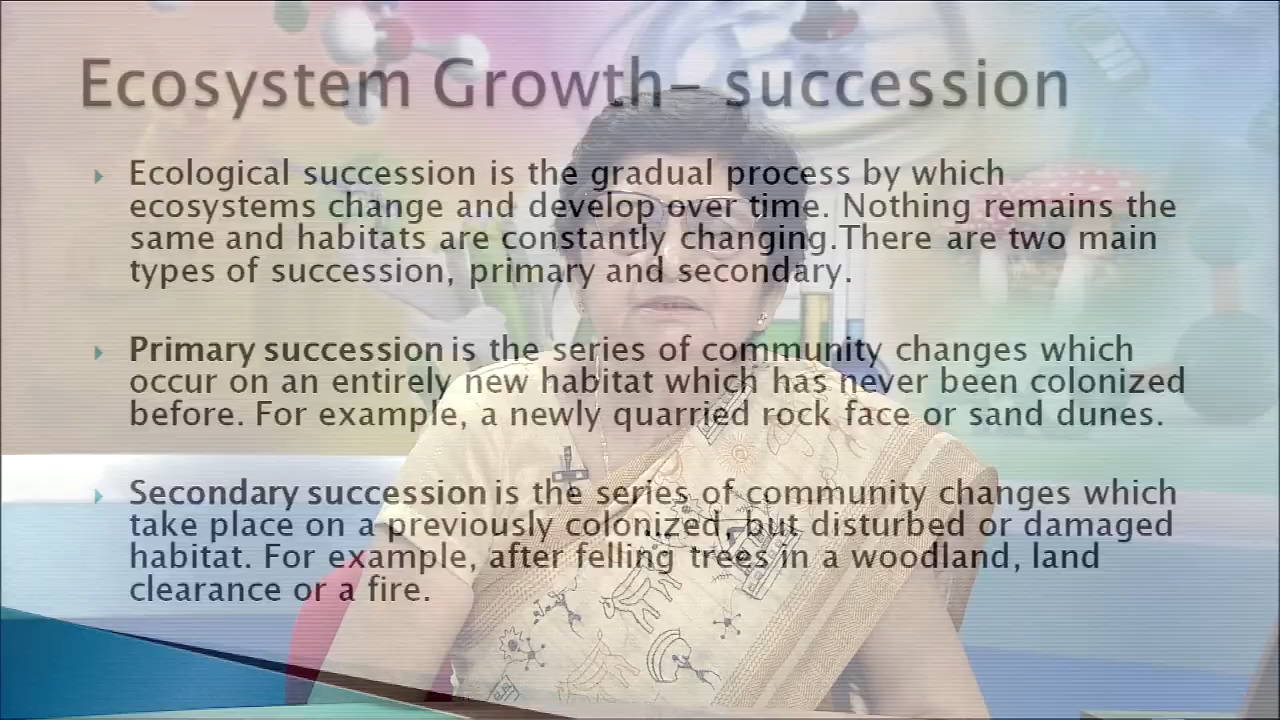 Ecosystem Growth- succession
Ecological succession is the gradual process by which
ecosystems change and develop over time. Nothing remains the
same and habitats are constantly changing.There are two main
types of succession, primary and secondary.
Primary succession is the series of community changes which
occur on an entirely new habitat which has never been colonized
before. For example, a newly quarried rock face or sand dunes.
Secondary succession is the series of community changes which
take place on a previously colonized, but disturbed or damaged
habitat. For example, after felling trees in a woodland, land
clearance or a fire.